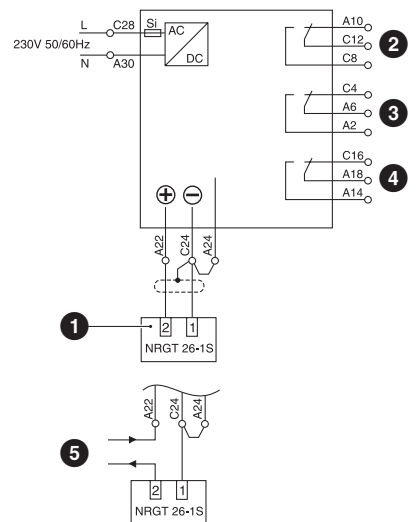 L C28 Si AC
230V 50/60Hz
N A30 DC
A10
C12 2
C8
C4
A6 3
A2
C16
A18 4
A14
+ −
A22 C24 A24
1 2 1
NRGT 26-1S
A22 C24 A24
5
2 1
NRGT 26-1S